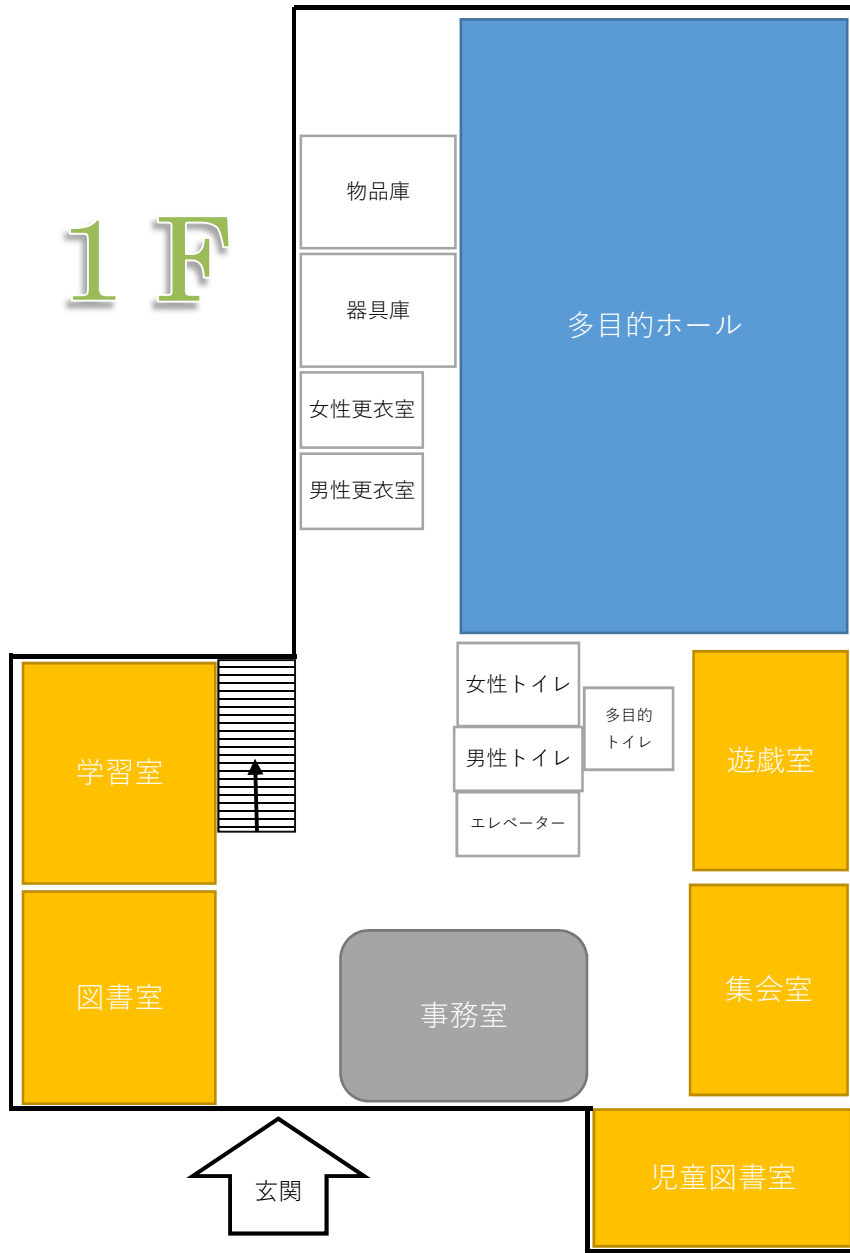 1F
物品庫
器具庫
多目的ホール
女性更衣室
男性更衣室
女性トイレ
多目的
トイレ
男性トイレ
遊戯室
学習室
エレベーター
図書室
集会室
事務室
児童図書室
玄関